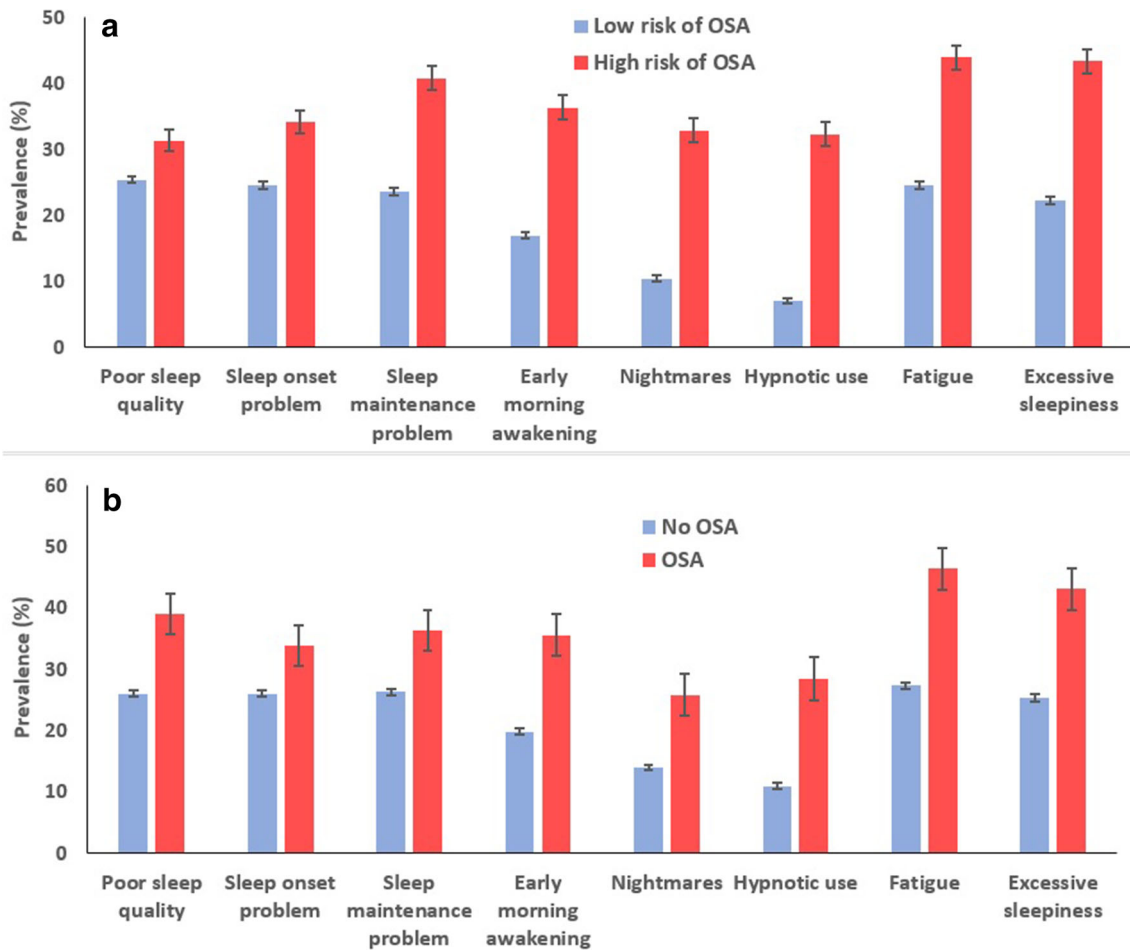 a
Low risk of OSA
High risk of OSA
Prevalence (%)
50
40
30
20
10
0
Poor sleep
quality
Sleep onset
problem
Sleep
maintenance
problem
Early
morning
awakening
Nightmares
Hypnotic use
Fatigue
Excessive
sleepiness
b
No OSA
OSA
Prevalence (%)
60
50
40
30
20
10
0
Poor sleep
quality
Sleep onset
problem
Sleep
maintenance
problem
Early
morning
awakening
Nightmares
Hypnotic use
Fatigue
Excessive
sleepiness